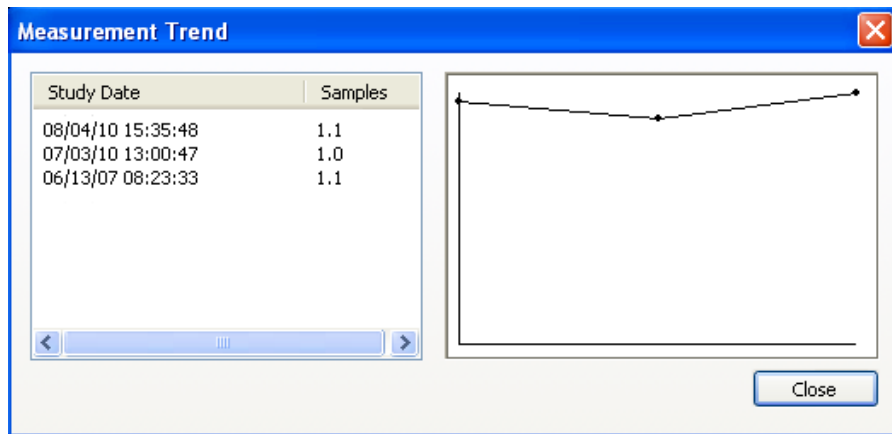 Measurement Trend
Study Date Samples
08/04/10 15:35:48 1.1
07/03/10 13:00:47 1.0
06/13/07 08:23:33 1.1
Close